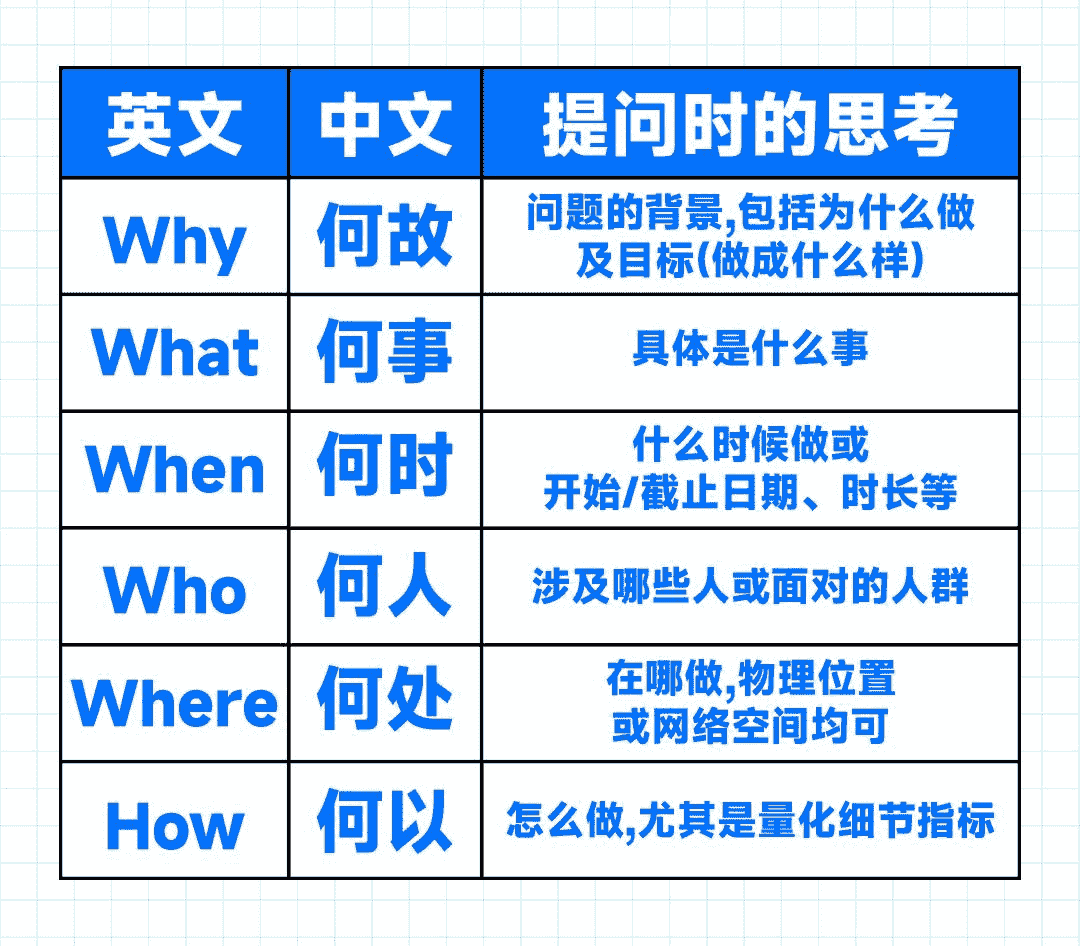 英文 中文 提问时的思考
Why 何故 问题的背景,包括为什么做
及目标(做成什么样)
What 何事 具体是什么事
When 何时 什么时候做或
开始/截止日期、时长等
Who 何人 涉及哪些人或面对的人群
Where 何处 在哪做,物理位置
或网络空间均可
How 何以 怎么做,尤其是量化细节指标